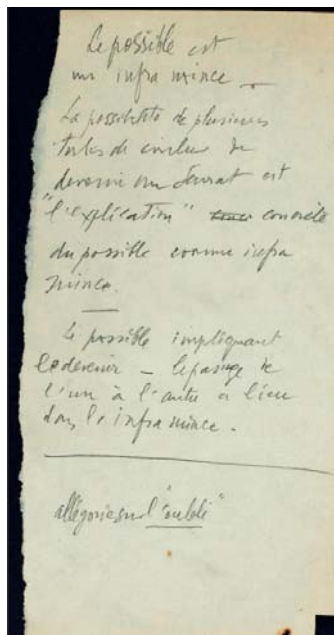 Le possible est
un infra mince _
La possibilité de plusieurs
tubes de couleur de
devenir un Seurat est
"l'explication" concrète
du possible comme infra
mince.
Le possible impliquant
le devenir – le passage de
l'un à l'autre a lieu
dans l'infra mince.
allégorie sur l'"oubli"